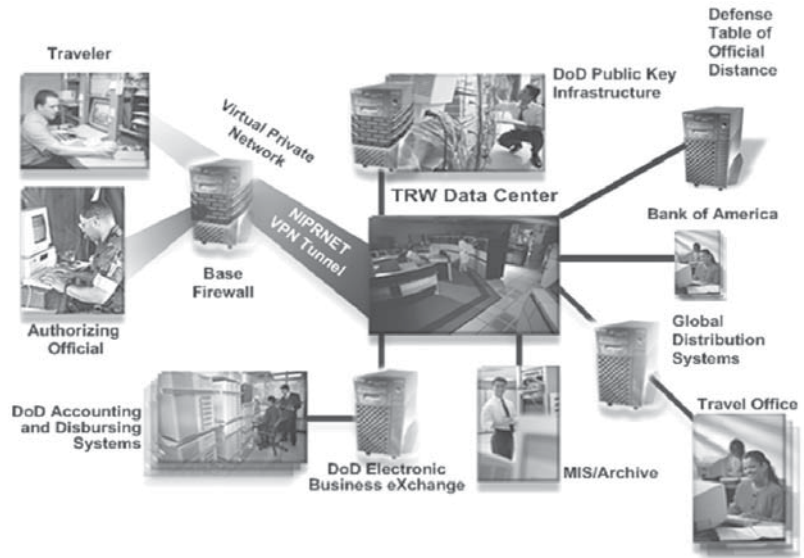 Traveler
Virtual Private
Network
DoD Public Key
Infrastructure
Defense
Table of
Official
Distance
TRW Data Center
NIPRNET
VPN Tunnel
Base
Firewall
Bank of America
Authorizing
Official
Global
Distribution
Systems
Travel Office
DoD Accounting
and Disbursing
Systems
DoD Electronic
Business eXchange
MIS/Archive